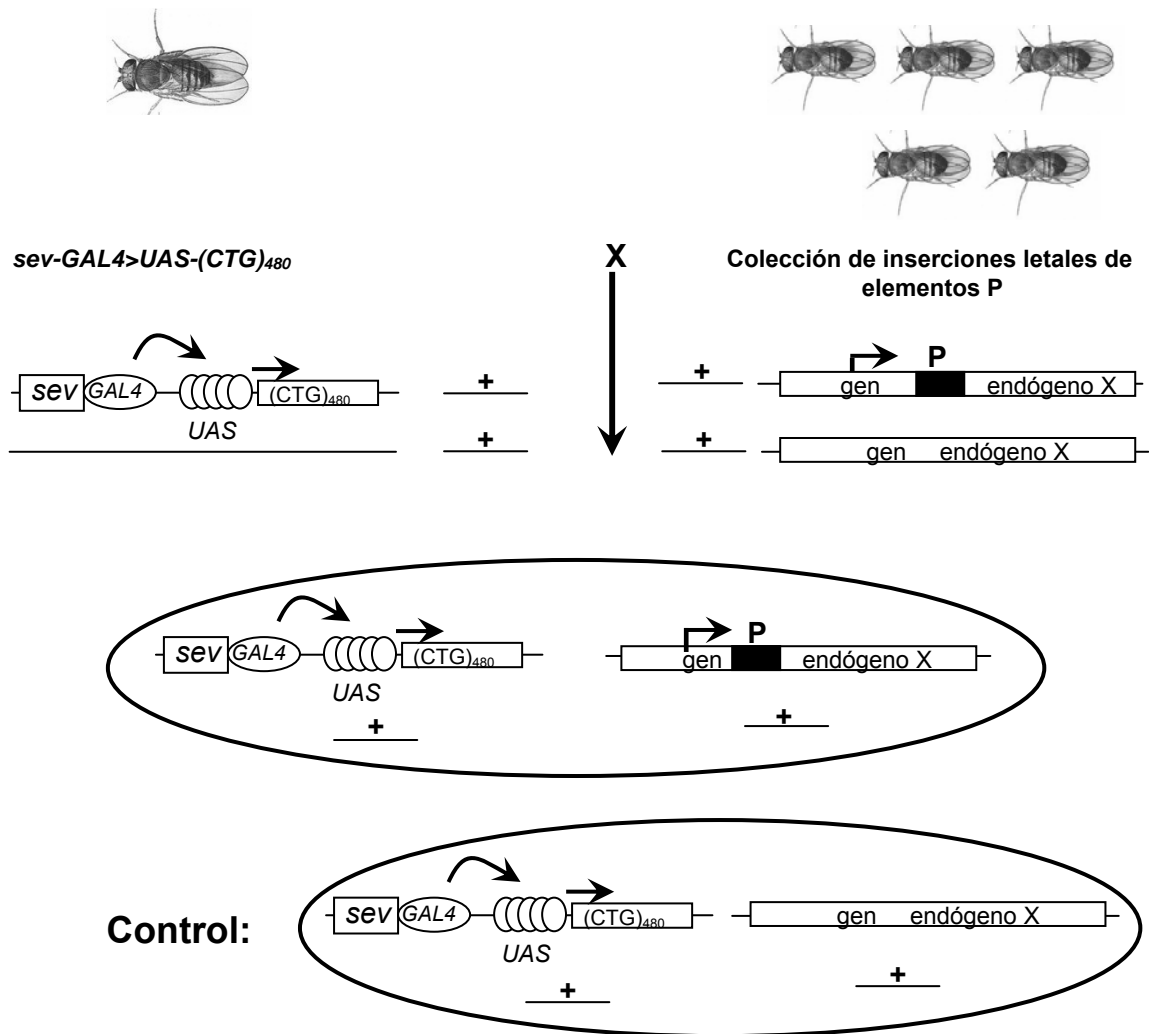 sev-GAL4>UAS-(CTG)480
X
Colección de inserciones letales de
elementos P
sev GAL4 (CTG)480
UAS
+
+
+
P
gen endógeno X
+
gen endógeno X
sev GAL4 (CTG)480
UAS
+
P
gen endógeno X
+
Control:
sev GAL4 (CTG)480
UAS
+
gen endógeno X
+